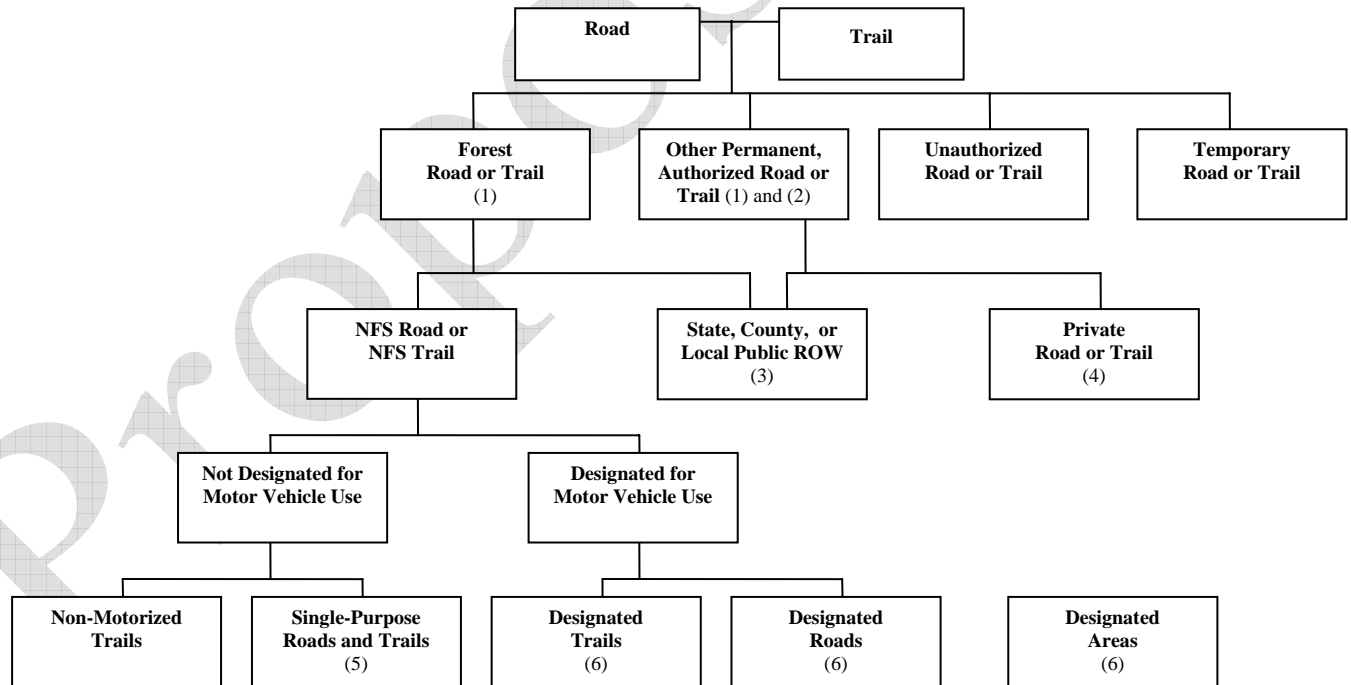 Road
Trail
Forest
Road or Trail
(1)
Other Permanent,
Authorized Road or
Trail (1) and (2)
Unauthorized
Road or Trail
Temporary
Road or Trail
NFS Road or
NFS Trail
State, County, or
Local Public ROW
(3)
Private
Road or Trail
(4)
Not Designated for
Motor Vehicle Use
Designated for
Motor Vehicle Use
Non-Motorized
Trails
Single-Purpose
Roads and Trails
(5)
Designated
Trails
(6)
Designated
Roads
(6)
Designated
Areas
(6)
Propos